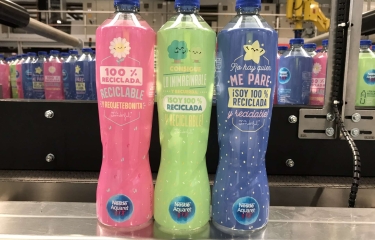 100 %
RECICLADA,
RECICLABLE
Y REQUETEBONITA
¡SOY 100 %
RECICLADA
Nestlé
Aquarel
Nestlé
Aquarel
No hay quien
ME PARE
¡SOY 100 %
RECICLADA
y reciclable!
Nestlé
Aquarel